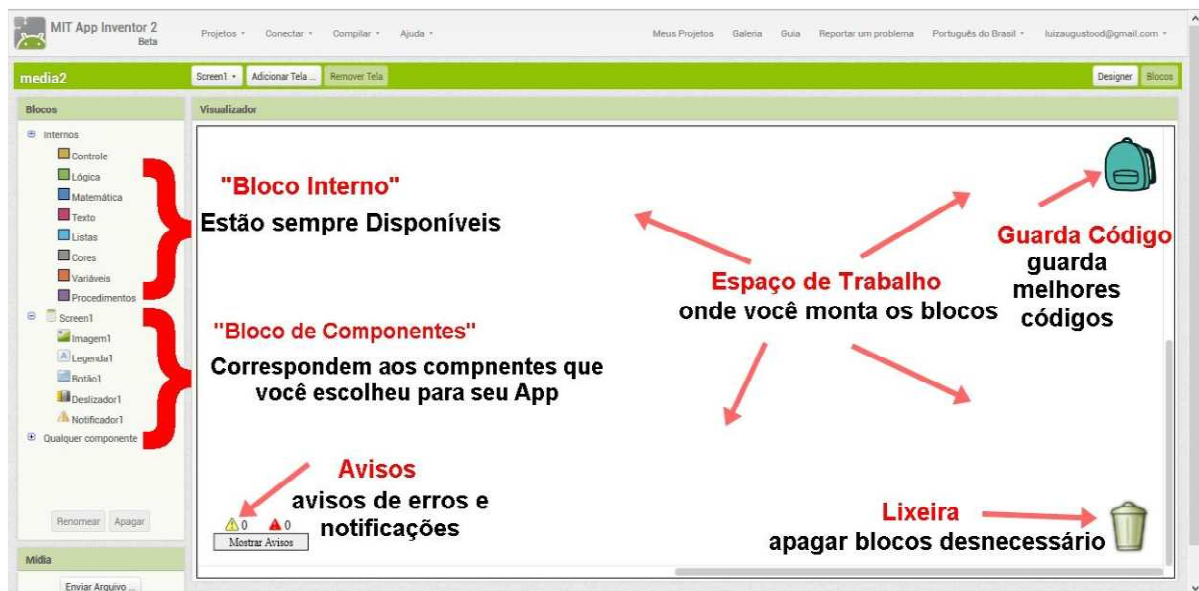 MIT App Inventor 2
Beta
Projetos Conectar Compilar Ajuda
Meus Projetos Galeria Guia Reportar um problema Português do Brasil luizaugustood@gmail.com
media2
Screen1 Adicionar Tela ... Remover Tela
Designer Blocos
Blocos
Visualizador
Internos
Controle
Lógica
Matemática
Texto
Listas
Cores
Variáveis
Procedimentos
Screen1
Imagem1
Legenda1
Botão1
Deslizador1
Notificador1
Qualquer componente
Renomear Apagar
Mídia
Enviar Arquivo ...
"Bloco Interno"
Estão sempre Disponíveis
"Bloco de Componentes"
Correspondem aos compnentes que
você escolheu para seu App
Espaço de Trabalho
onde você monta os blocos
Guarda Código
guarda
melhores
códigos
Avisos
avisos de erros e
notificações
0 0
Mostrar Avisos
Lixeira
apagar blocos desnecessário